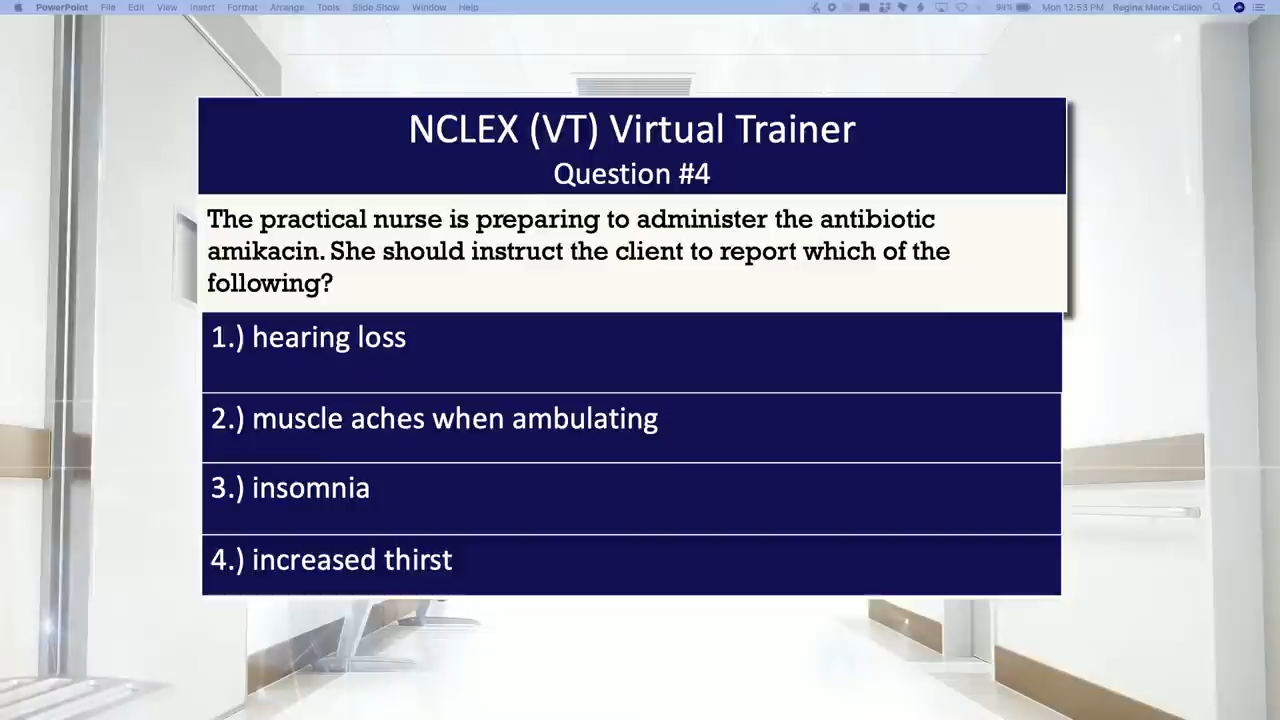 PowerPoint File Edit View Insert Format Arrange Tools Slide Show Window Help 98% Mon 12:53 PM Regina Marie Callion
NCLEX (VT) Virtual Trainer
Question #4
The practical nurse is preparing to administer the antibiotic
amikacin. She should instruct the client to report which of the
following?
1.) hearing loss
2.) muscle aches when ambulating
3.) insomnia
4.) increased thirst